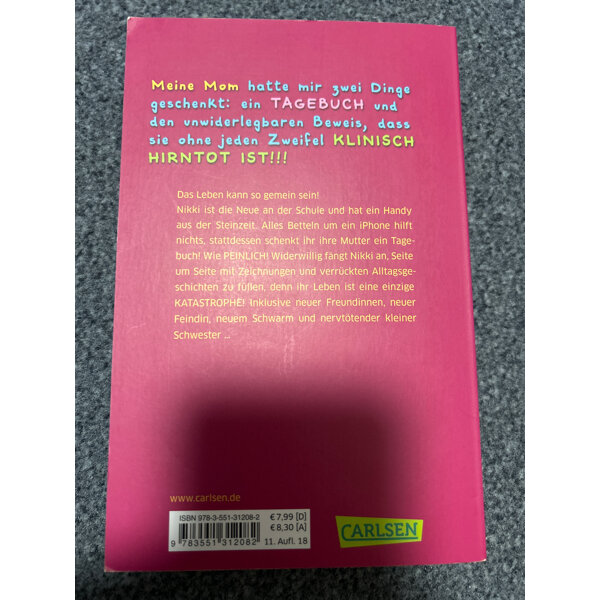 Meine Mom hatte mir zwei Dinge
geschenkt: ein TAGEBUCH und
den unwiderlegbaren Beweis, dass
sie ohne jeden Zweifel KLINISCH
HIRNTOT IST!!!
Das Leben kann so gemein sein!
Nikki ist die Neue an der Schule und hat ein Handy
aus der Steinzeit. Alles Betteln um ein iPhone hilft
nichts, stattdessen schenkt ihr ihre Mutter ein Tage-
buch! Wie PEINLICH! Widerwillig fängt Nikki an, Seite
um Seite mit Zeichnungen und verrückten Alltagsge-
schichten zu füllen, denn ihr Leben ist eine einzige
KATASTROPHE! Inklusive neuer Freundinnen, neuer
Feindin, neuem Schwarm und nervtötender kleiner
Schwester ...
www.carlsen.de
ISBN 978-3-551-31208-2
€ 7,99 [D]
€ 8,30 [A]
9 783551 312082
11. Aufl. 18
CARLSEN